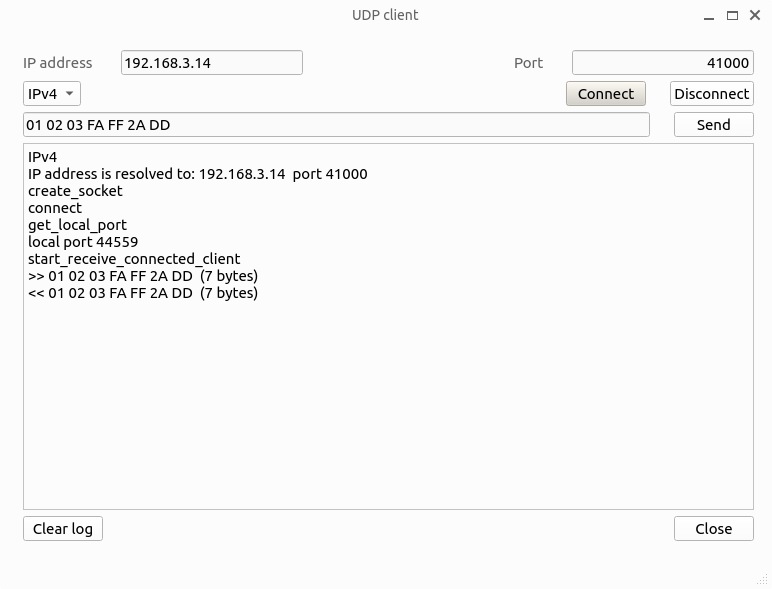 UDP client
IP address 192.168.3.14 Port 41000
IPv4 Connect Disconnect
01 02 03 FA FF 2A DD Send
IPv4
IP address is resolved to: 192.168.3.14  port 41000
create_socket
connect
get_local_port
local port 44559
start_receive_connected_client
>> 01 02 03 FA FF 2A DD  (7 bytes)
<< 01 02 03 FA FF 2A DD  (7 bytes)
Clear log Close